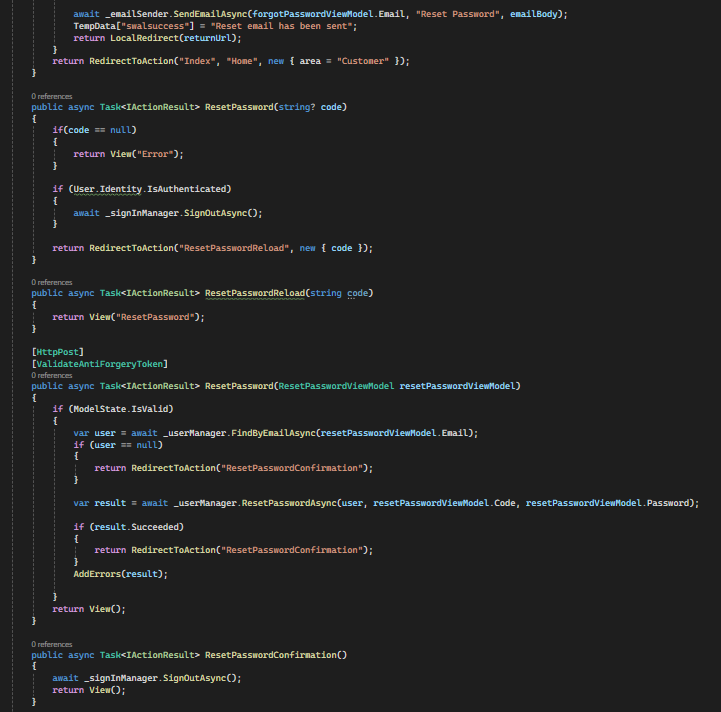 await _emailSender.SendEmailAsync(forgotPasswordViewModel.Email, "Reset Password", emailBody);
TempData["swalsuccess"] = "Reset email has been sent";
return LocalRedirect(returnUrl);
}
return RedirectToAction("Index", "Home", new { area = "Customer" });
}
0 references
public async Task<IActionResult> ResetPassword(string? code)
{
if(code == null)
{
return View("Error");
}
if (User.Identity.IsAuthenticated)
{
await _signInManager.SignOutAsync();
}
return RedirectToAction("ResetPasswordReload", new { code });
}
0 references
public async Task<IActionResult> ResetPasswordReload(string code)
{
return View("ResetPassword");
}
[HttpPost]
[ValidateAntiForgeryToken]
0 references
public async Task<IActionResult> ResetPassword(ResetPasswordViewModel resetPasswordViewModel)
{
if (ModelState.IsValid)
{
var user = await _userManager.FindByEmailAsync(resetPasswordViewModel.Email);
if (user == null)
{
return RedirectToAction("ResetPasswordConfirmation");
}
var result = await _userManager.ResetPasswordAsync(user, resetPasswordViewModel.Code, resetPasswordViewModel.Password);
if (result.Succeeded)
{
return RedirectToAction("ResetPasswordConfirmation");
}
AddErrors(result);
}
return View();
}
0 references
public async Task<IActionResult> ResetPasswordConfirmation()
{
await _signInManager.SignOutAsync();
return View();
}